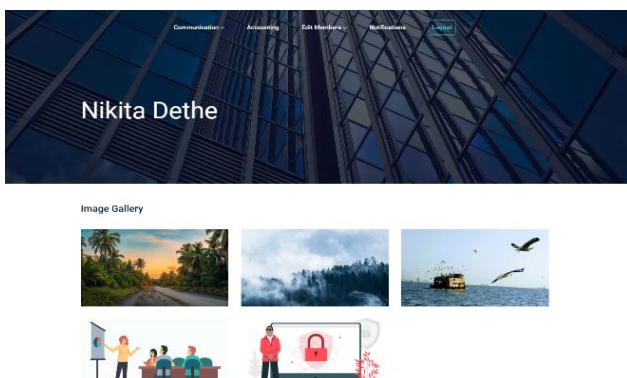 Communication
Accounting
Edit Members
Notifications
Logout
Nikita Dethe
Image Gallery